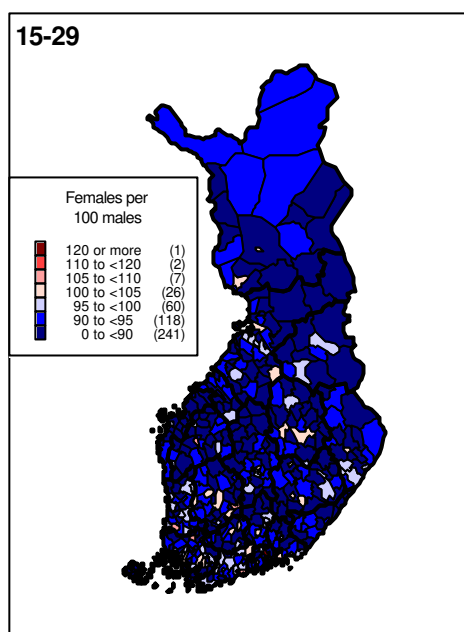 15-29
Females per
100 males
120 or more (1)
110 to <120 (2)
105 to <110 (7)
100 to <105 (26)
95 to <100 (60)
90 to <95 (118)
0 to <90 (241)